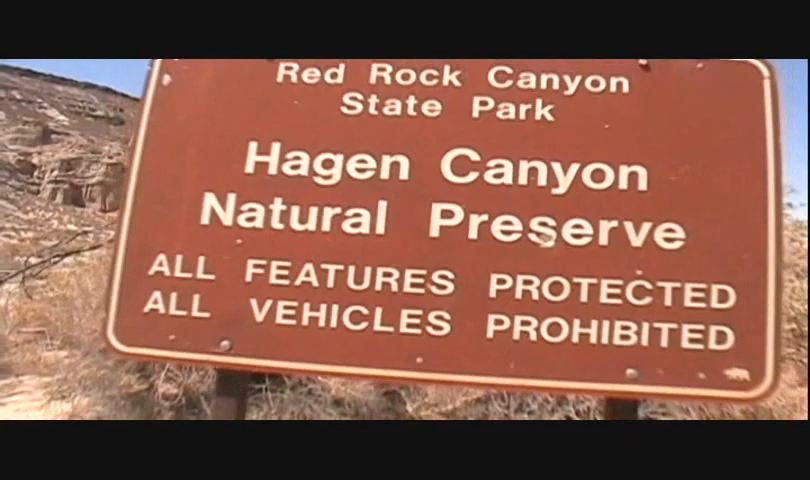 Red Rock Canyon
State Park
Hagen Canyon
Natural Preserve
ALL FEATURES PROTECTED
ALL VEHICLES PROHIBITED